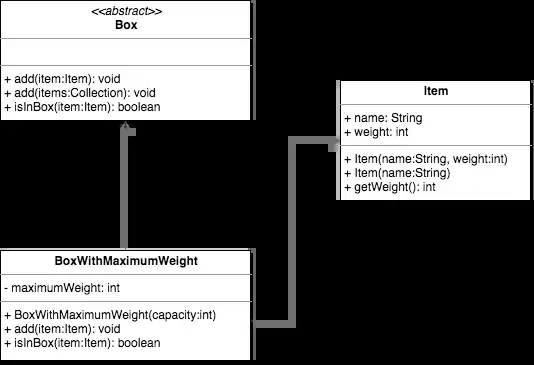 <<abstract>>
Box
+ add(item:Item): void
+ add(items:Collection): void
+ isInBox(item:Item): boolean
Item
+ name: String
+ weight: int
+ Item(name:String, weight:int)
+ Item(name:String)
+ getWeight(): int
BoxWithMaximumWeight
- maximumWeight: int
+ BoxWithMaximumWeight(capacity:int)
+ add(item:Item): void
+ isInBox(item:Item): boolean